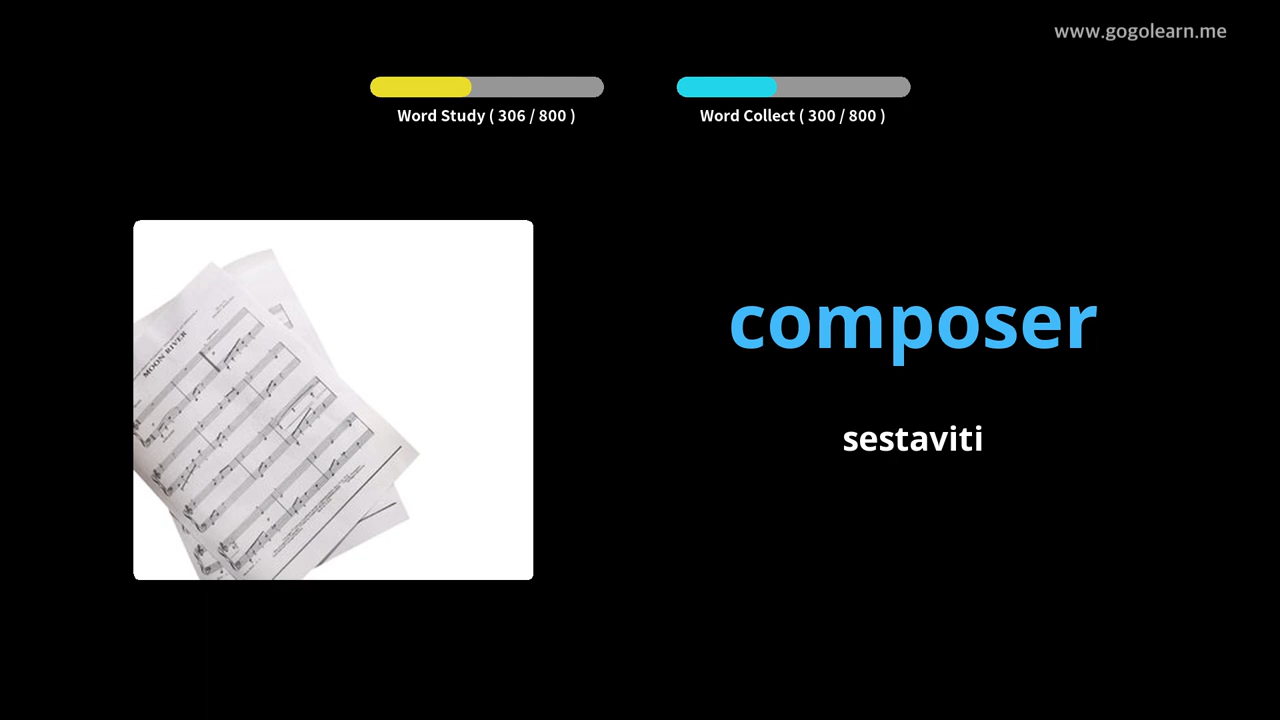 www.gogolearn.me
Word Study ( 306 / 800 )
Word Collect ( 300 / 800 )
MOON RIVER
composer
sestaviti